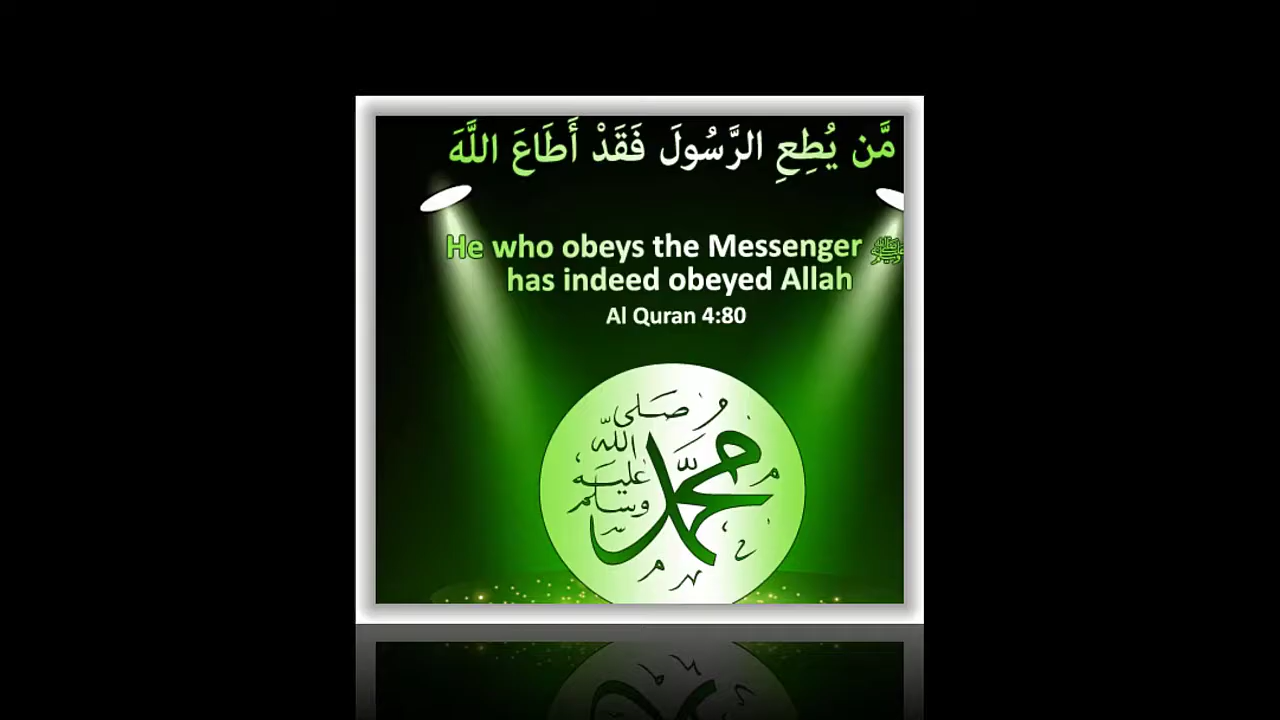 مَّن يُطِعِ الرَّسُولَ فَقَدْ أَطَاعَ اللَّهَ
He who obeys the Messenger ﷺ
has indeed obeyed Allah
Al Quran 4:80
محمد
صلى
الله
عليه
وسلم